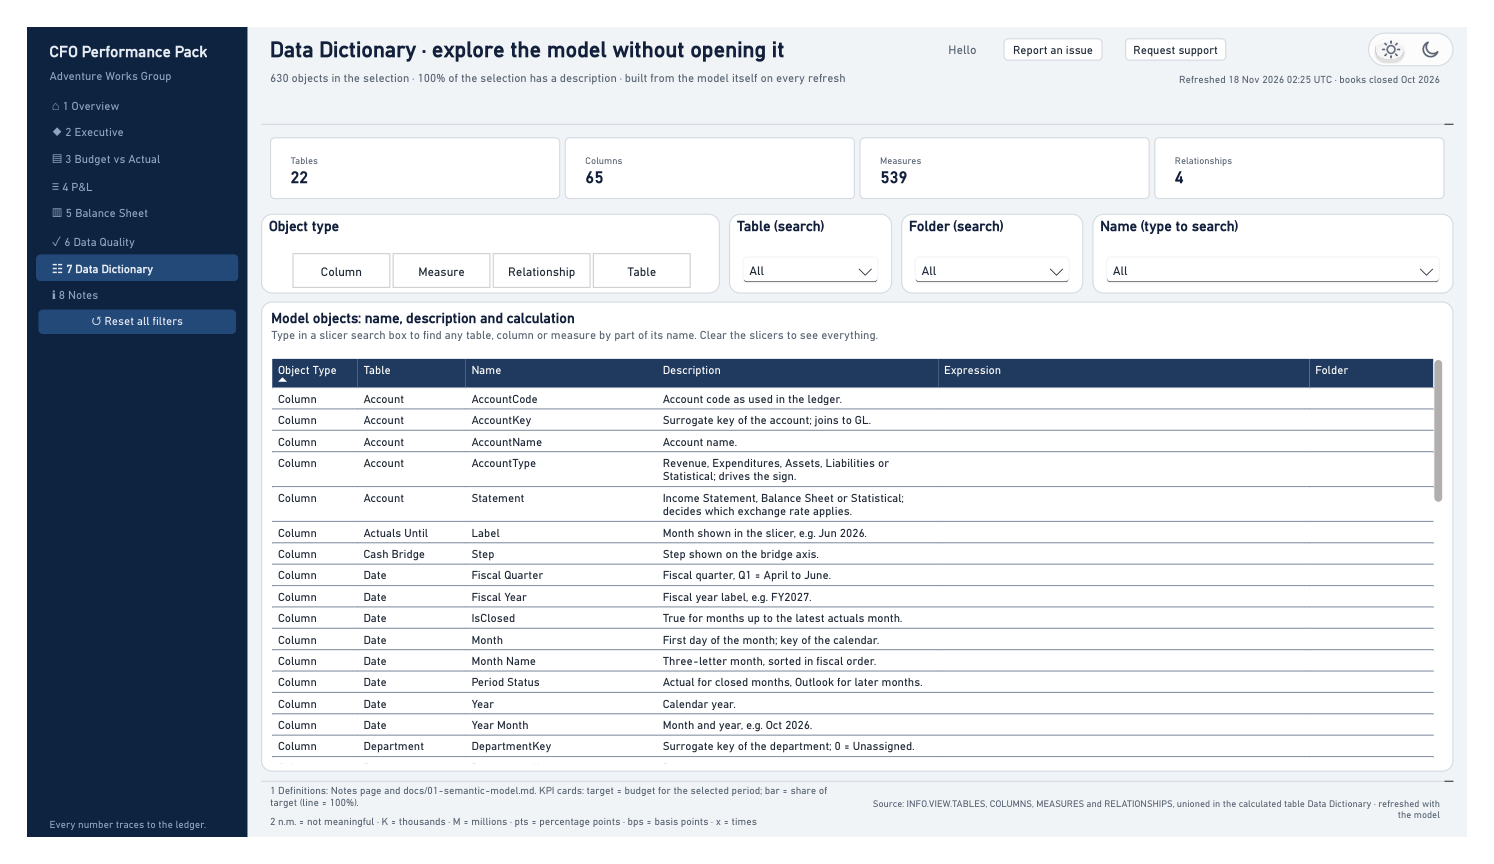 CFO Performance Pack
Adventure Works Group
⌂ 1 Overview
◆ 2 Executive
▤ 3 Budget vs Actual
≡ 4 P&L
▥ 5 Balance Sheet
✓ 6 Data Quality
☷ 7 Data Dictionary
ℹ 8 Notes
↺ Reset all filters
Every number traces to the ledger.
Data Dictionary · explore the model without opening it
630 objects in the selection · 100% of the selection has a description · built from the model itself on every refresh
Hello
Report an issue
Request support
Refreshed 18 Nov 2026 02:25 UTC · books closed Oct 2026
Tables
22
Columns
65
Measures
539
Relationships
4
Object type
Column Measure Relationship Table
Table (search)
All
Folder (search)
All
Name (type to search)
All
Model objects: name, description and calculation
Type in a slicer search box to find any table, column or measure by part of its name. Clear the slicers to see everything.
Object Type Table Name Description Expression Folder
Column Account AccountCode Account code as used in the ledger.
Column Account AccountKey Surrogate key of the account; joins to GL.
Column Account AccountName Account name.
Column Account AccountType Revenue, Expenditures, Assets, Liabilities or
Statistical; drives the sign.
Column Account Statement Income Statement, Balance Sheet or Statistical;
decides which exchange rate applies.
Column Actuals Until Label Month shown in the slicer, e.g. Jun 2026.
Column Cash Bridge Step Step shown on the bridge axis.
Column Date Fiscal Quarter Fiscal quarter, Q1 = April to June.
Column Date Fiscal Year Fiscal year label, e.g. FY2027.
Column Date IsClosed True for months up to the latest actuals month.
Column Date Month First day of the month; key of the calendar.
Column Date Month Name Three-letter month, sorted in fiscal order.
Column Date Period Status Actual for closed months, Outlook for later months.
Column Date Year Calendar year.
Column Date Year Month Month and year, e.g. Oct 2026.
Column Department DepartmentKey Surrogate key of the department; 0 = Unassigned.
1 Definitions: Notes page and docs/01-semantic-model.md. KPI cards: target = budget for the selected period; bar = share of
target (line = 100%).
2 n.m. = not meaningful · K = thousands · M = millions · pts = percentage points · bps = basis points · x = times
Source: INFO.VIEW.TABLES, COLUMNS, MEASURES and RELATIONSHIPS, unioned in the calculated table Data Dictionary · refreshed with
the model